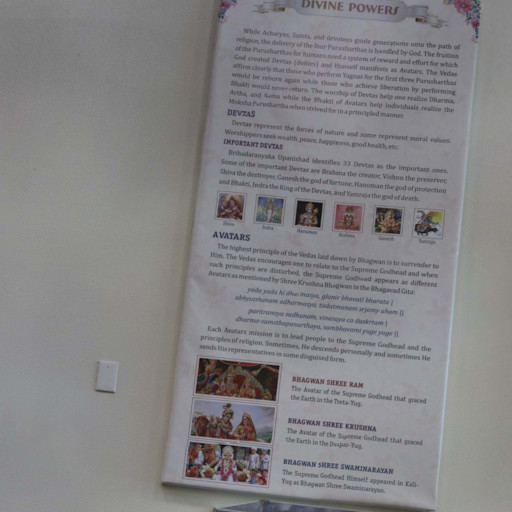 DIVINE POWERS
While Acharyas, Saints, and devotees guide generations onto the path of
religion, the delivery of the four Purusharthas is handled by God. The fruition
of the Purusharthas for humans need a system of reward and effort for which
God created Devtas (deities) and Himself manifests as Avatars. The Vedas
affirm clearly that those who perform Yagnas for the first three Purusharthas
would be reborn again while those who achieve liberation by performing
Bhakti would never return. The worship of Devtas help one realize Dharma,
Artha, and Kama while the Bhakti of Avatars help individuals realize the
Moksha Purushartha when strived for in a principled manner.
DEVTAS
Devtas represent the forces of nature and some represent moral values.
Worshippers seek wealth, peace, happiness, good health, etc.
IMPORTANT DEVTAS
Brihadaranyaka Upanishad identifies 33 Devtas as the important ones.
Some of the important Devtas are Brahma the creator, Vishnu the preserver,
Shiva the destroyer, Ganesh the god of fortune, Hanuman the god of protection
and Bhakti, Indra the King of the Devtas, and Yamraja the god of death.
Shiva
Indra
Hanuman
Brahma
Ganesh
Yamraja
AVATARS
The highest principle of the Vedas laid down by Bhagwan is to surrender to
Him. The Vedas encourages one to relate to the Supreme Godhead and when
such principles are disturbed, the Supreme Godhead appears as different
Avatars as mentioned by Shree Krushna Bhagwan in the Bhagavad Gita:
yada yada hi dharmasya, glanir bhavati bharata |
abhyutthanam adharmasya, tadatmanam srjamy aham ||
paritranaya sadhunam, vinasaya ca duskrtam |
dharma-samsthapanarthaya, sambhavami yuge yuge ||
Each Avatars mission is to lead people to the Supreme Godhead and the
principles of religion. Sometimes, He descends personally and sometimes He
sends His representatives in some disguised form.
BHAGWAN SHREE RAM
The Avatar of the Supreme Godhead that graced
the Earth in the Treta-Yug.
BHAGWAN SHREE KRUSHNA
The Avatar of the Supreme Godhead that graced
the Earth in the Dvapar-Yug.
BHAGWAN SHREE SWAMINARAYAN
The Supreme Godhead Himself appeared in Kali-
Yug as Bhagwan Shree Swaminarayan.